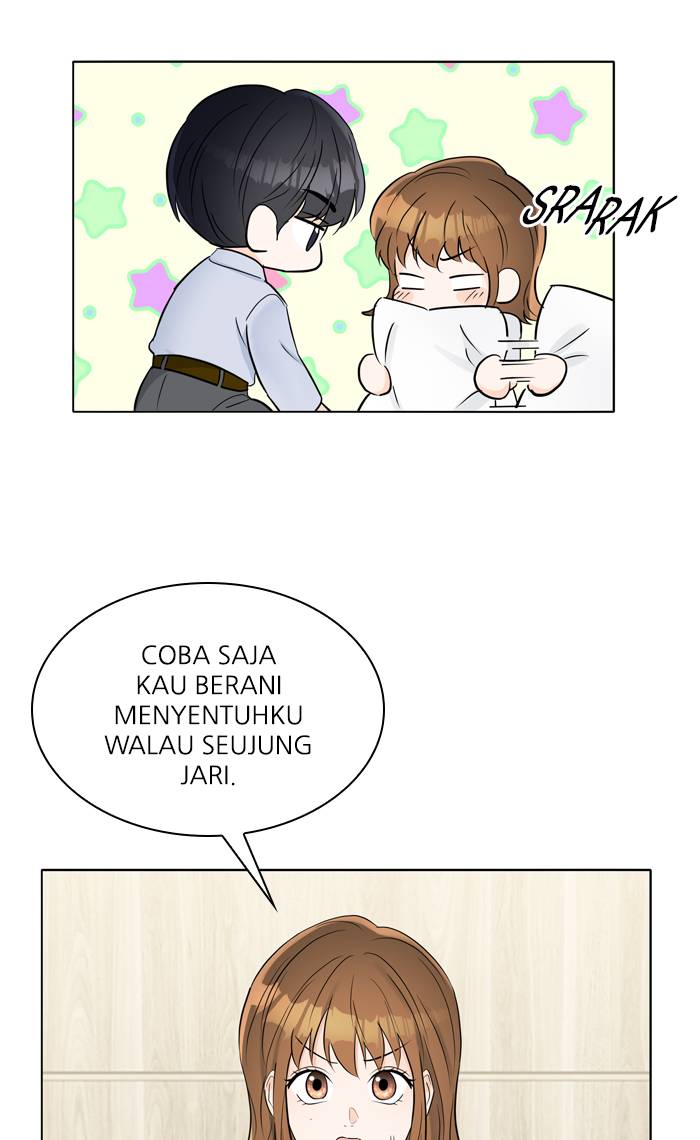 SRARAK
COBA SAJA
KAU BERANI
MENYENTUHKU
WALAU SEUJUNG
JARI.